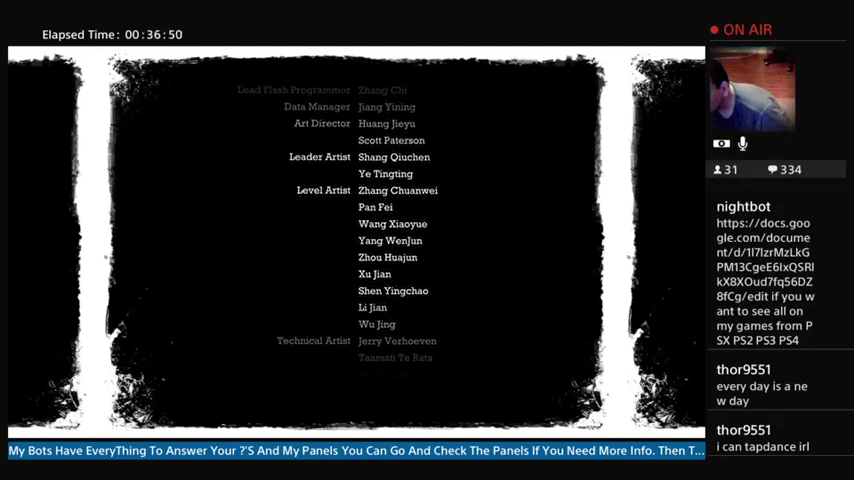 Elapsed Time: 00:36:50
ON AIR
Lead Flash Programmer Zhang Chi
Data Manager Jiang Yining
Art Director Huang Jieyu
Scott Paterson
Leader Artist Shang Qiuchen
Ye Tingting
Level Artist Zhang Chuanwei
Pan Fei
Wang Xiaoyue
Yang WenJun
Zhou Huajun
Xu Jian
Shen Yingchao
Li Jian
Wu Jing
Technical Artist Jerry Verhoeven
Taamati Te Rata
31 334
nightbot
https://docs.goo
gle.com/docume
nt/d/1I7lzrMzLkG
PM13CgeE6IxQSRI
kX8XOud7fq56DZ
8fCg/edit if you w
ant to see all on
my games from P
SX PS2 PS3 PS4
thor9551
every day is a ne
w day
thor9551
i can tapdance irl
My Bots Have EveryThing To Answer Your ?'S And My Panels You Can Go And Check The Panels If You Need More Info. Then T...